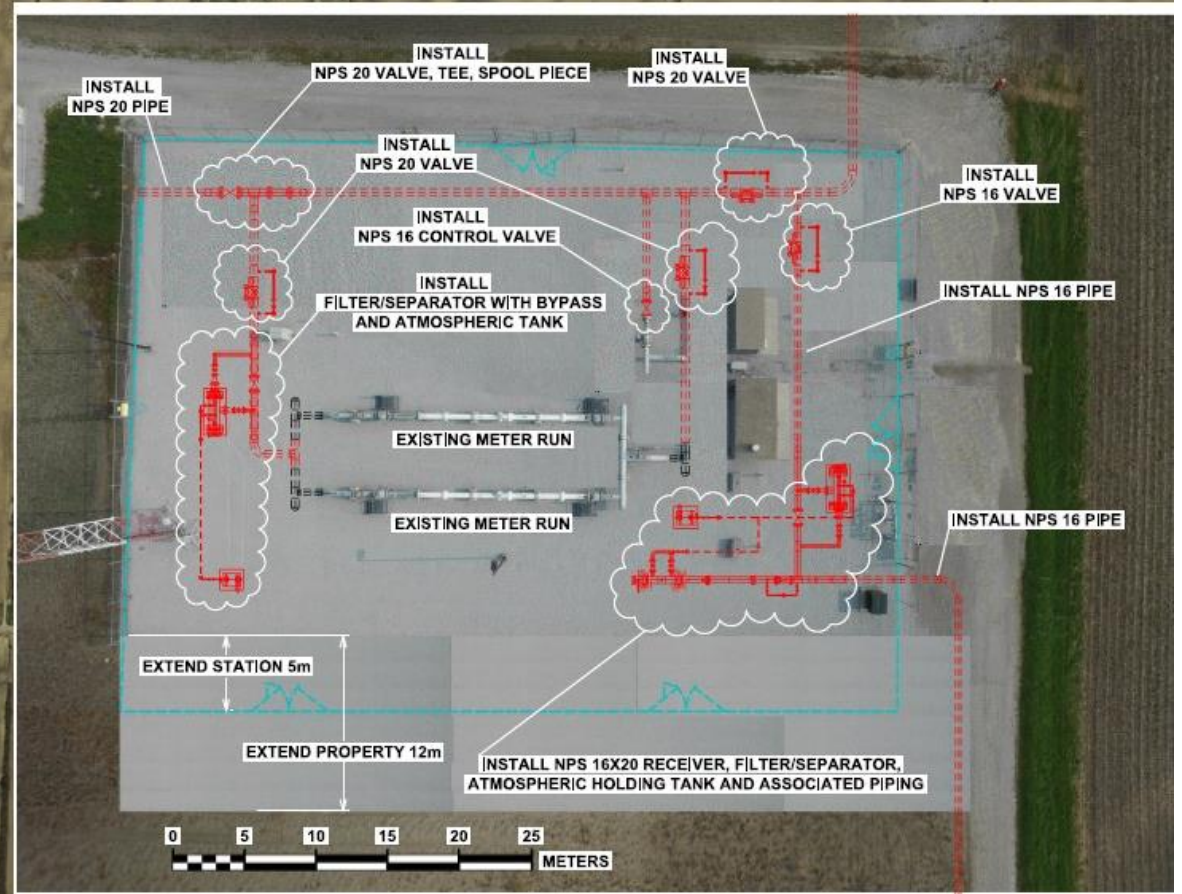 INSTALL
NPS 20 VALVE, TEE, SPOOL PIECE
INSTALL
NPS 20 VALVE
INSTALL
NPS 20 PIPE
INSTALL
NPS 20 VALVE
INSTALL
NPS 16 VALVE
INSTALL
NPS 16 CONTROL VALVE
INSTALL
FILTER/SEPARATOR WITH BYPASS
AND ATMOSPHERIC TANK
INSTALL NPS 16 PIPE
EXISTING METER RUN
EXISTING METER RUN
INSTALL NPS 16 PIPE
EXTEND STATION 5m
EXTEND PROPERTY 12m
INSTALL NPS 16X20 RECEIVER, FILTER/SEPARATOR,
ATMOSPHERIC HOLDING TANK AND ASSOCIATED PIPING
0 5 10 15 20 25
METERS